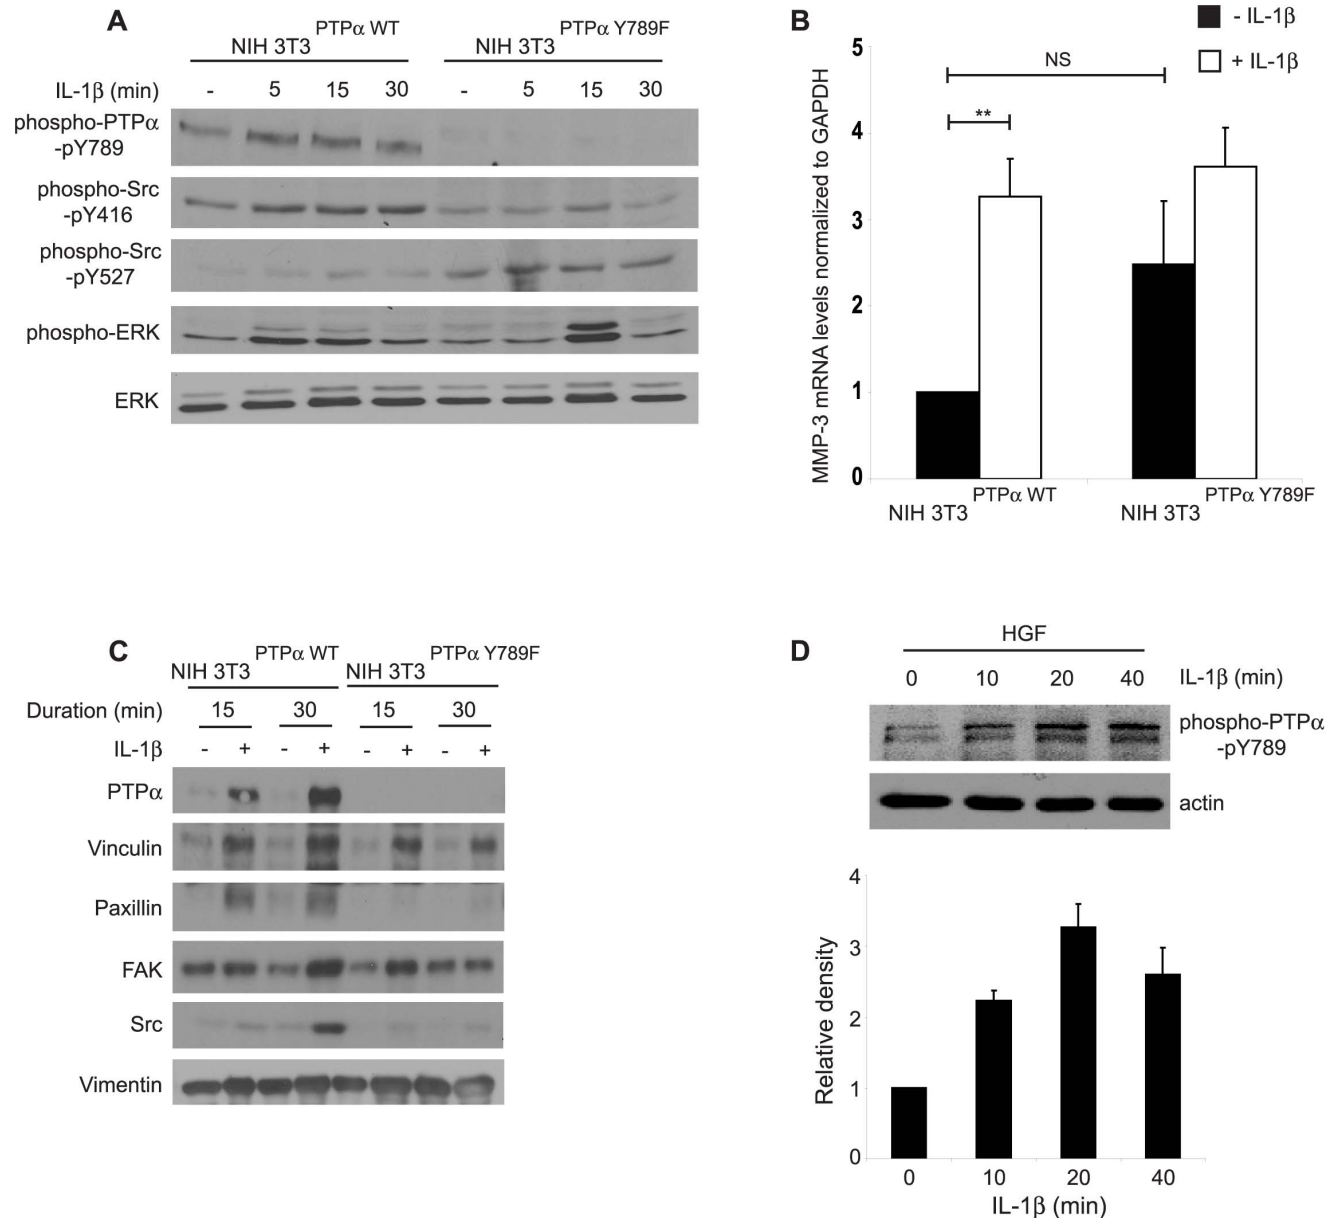 A
NIH 3T3 PTPα WT
NIH 3T3 PTPα Y789F
IL-1β (min) - 5 15 30 - 5 15 30
phospho-PTPα
-pY789
phospho-Src
-pY416
phospho-Src
-pY527
phospho-ERK
ERK
B
- IL-1β
+ IL-1β
MMP-3 mRNA levels normalized to GAPDH
5
4
3
2
1
0
NS
**
NIH 3T3 PTPα WT
NIH 3T3 PTPα Y789F
C
NIH 3T3 PTPα WT
NIH 3T3 PTPα Y789F
Duration (min) 15 30 15 30
IL-1β - + - + - + - +
PTPα
Vinculin
Paxillin
FAK
Src
Vimentin
D
HGF
0 10 20 40 IL-1β (min)
phospho-PTPα
-pY789
actin
Relative density
4
3
2
1
0
0 10 20 40
IL-1β (min)